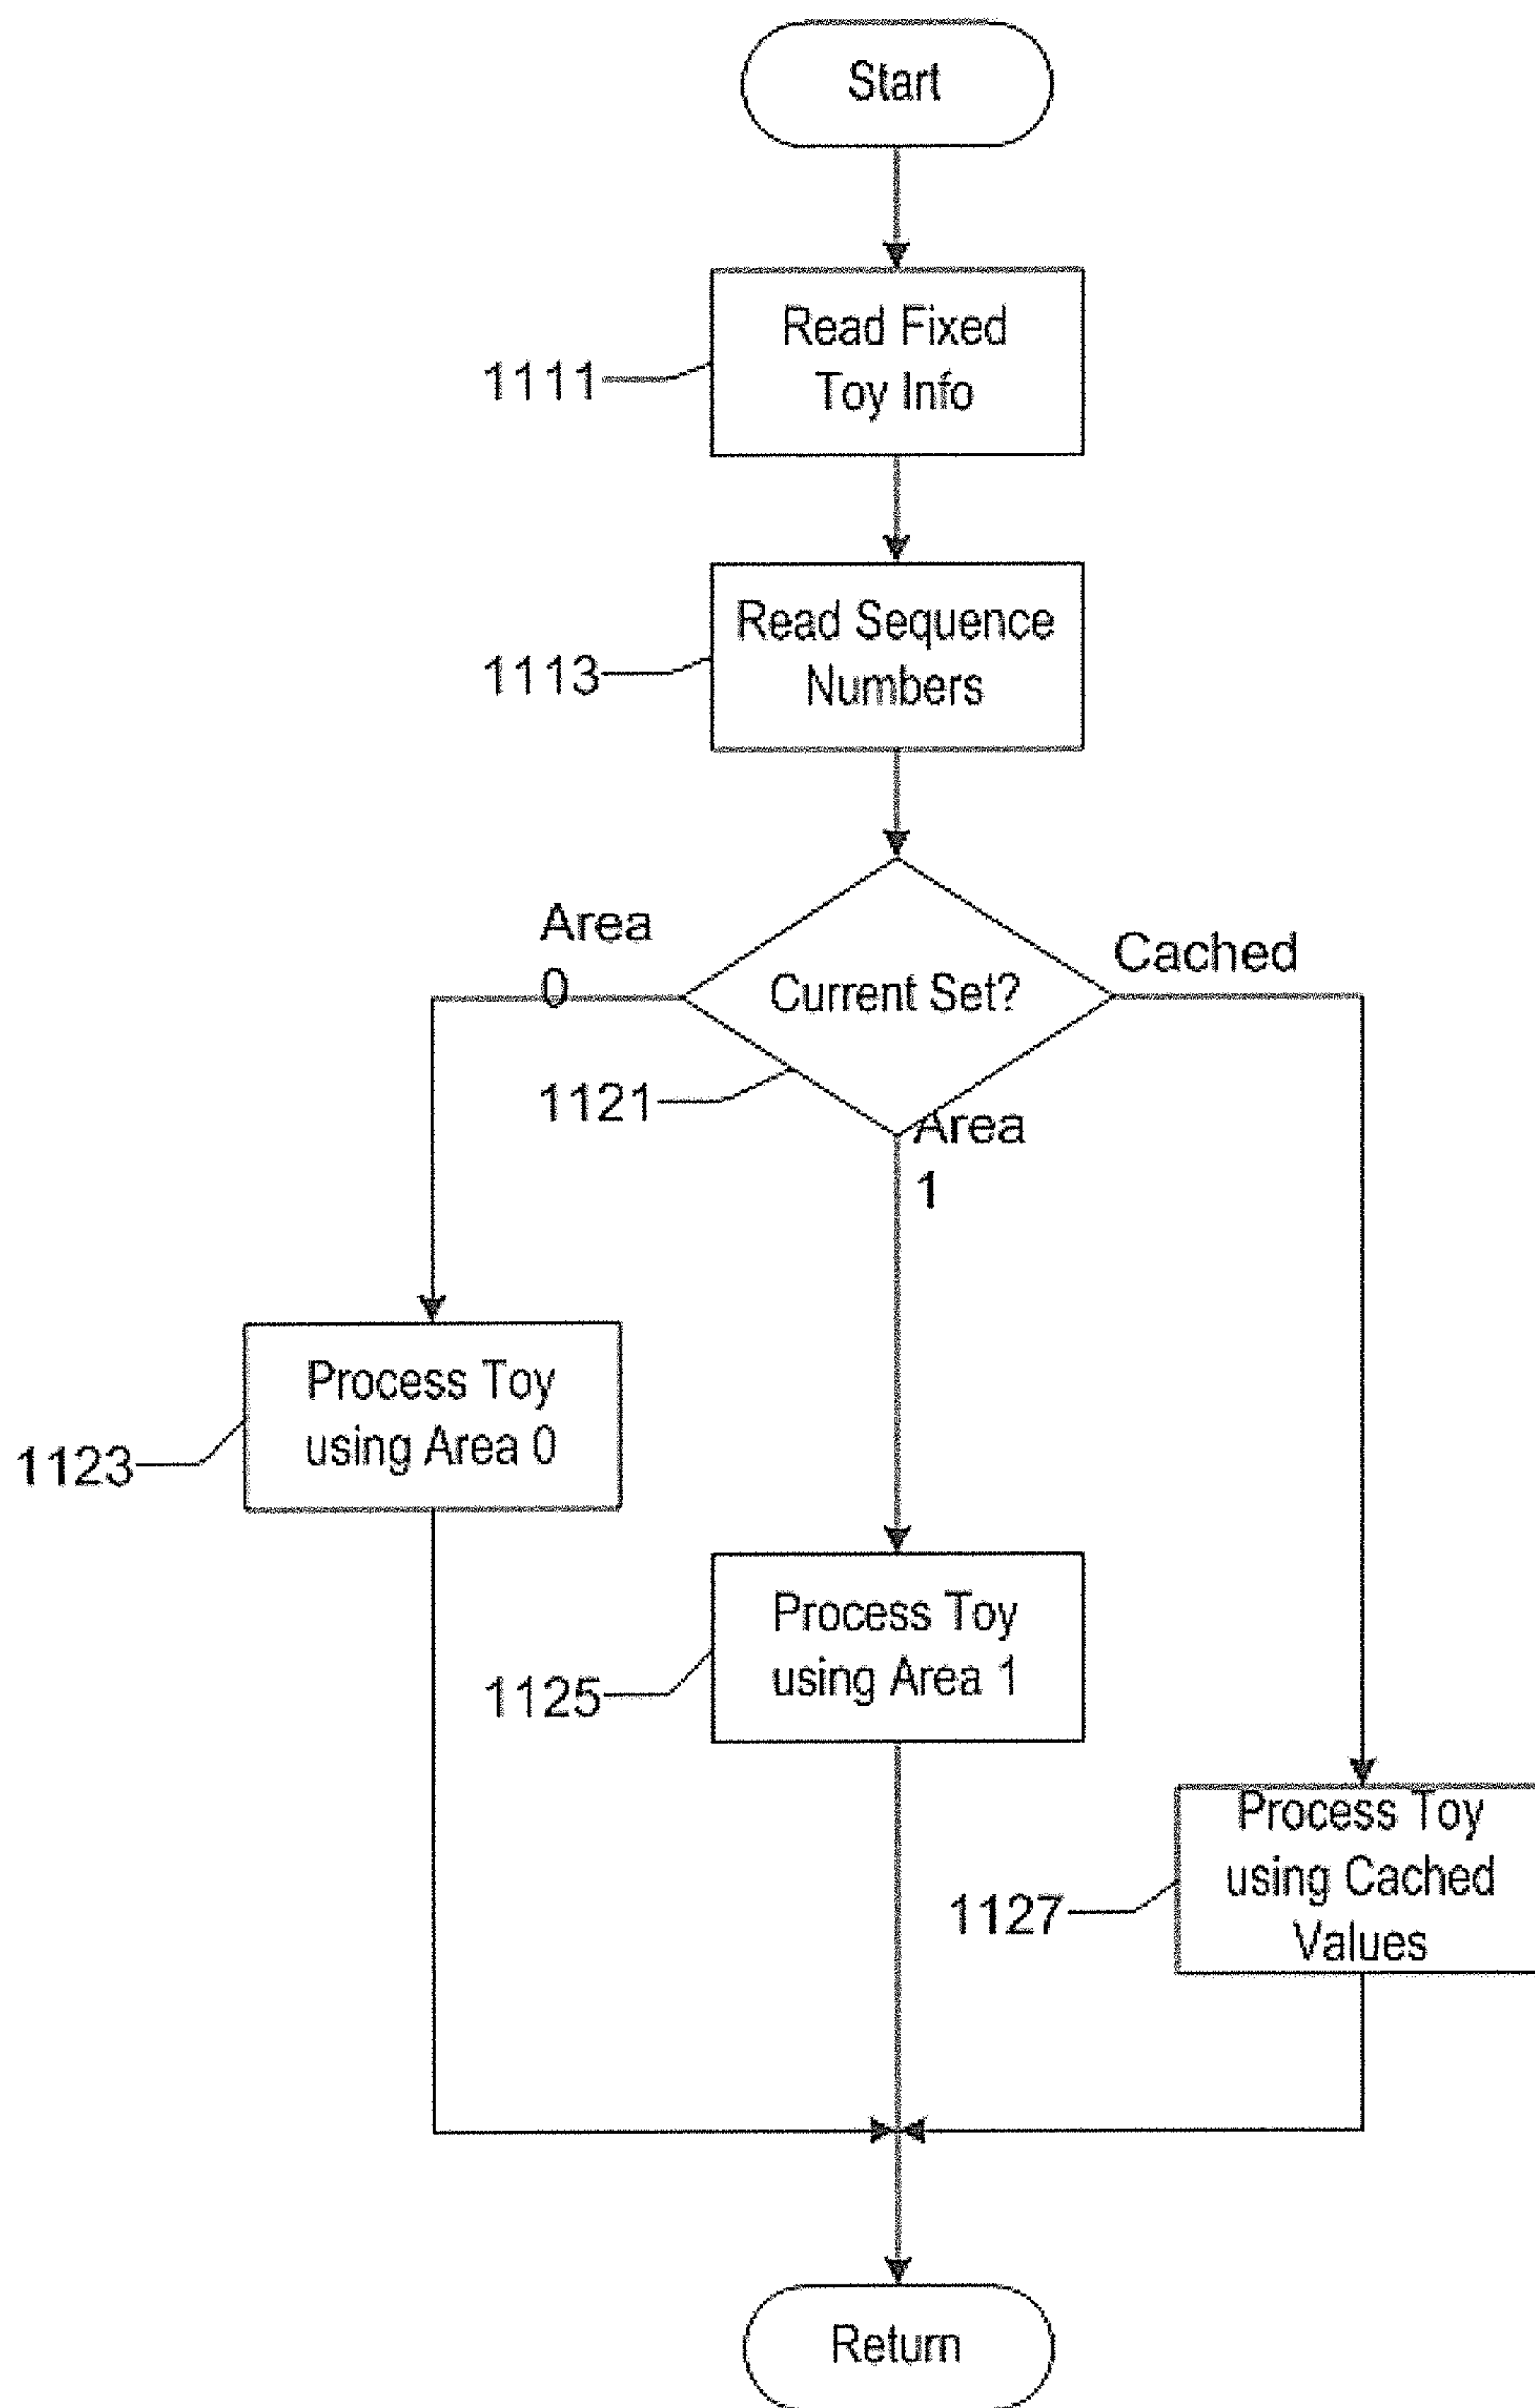 Start
Read Fixed
Toy Info
1111
Read Sequence
Numbers
1113
Area
0
Current Set?
Cached
1121
Area
1
Process Toy
using Area 0
1123
Process Toy
using Area 1
1125
Process Toy
using Cached
Values
1127
Return